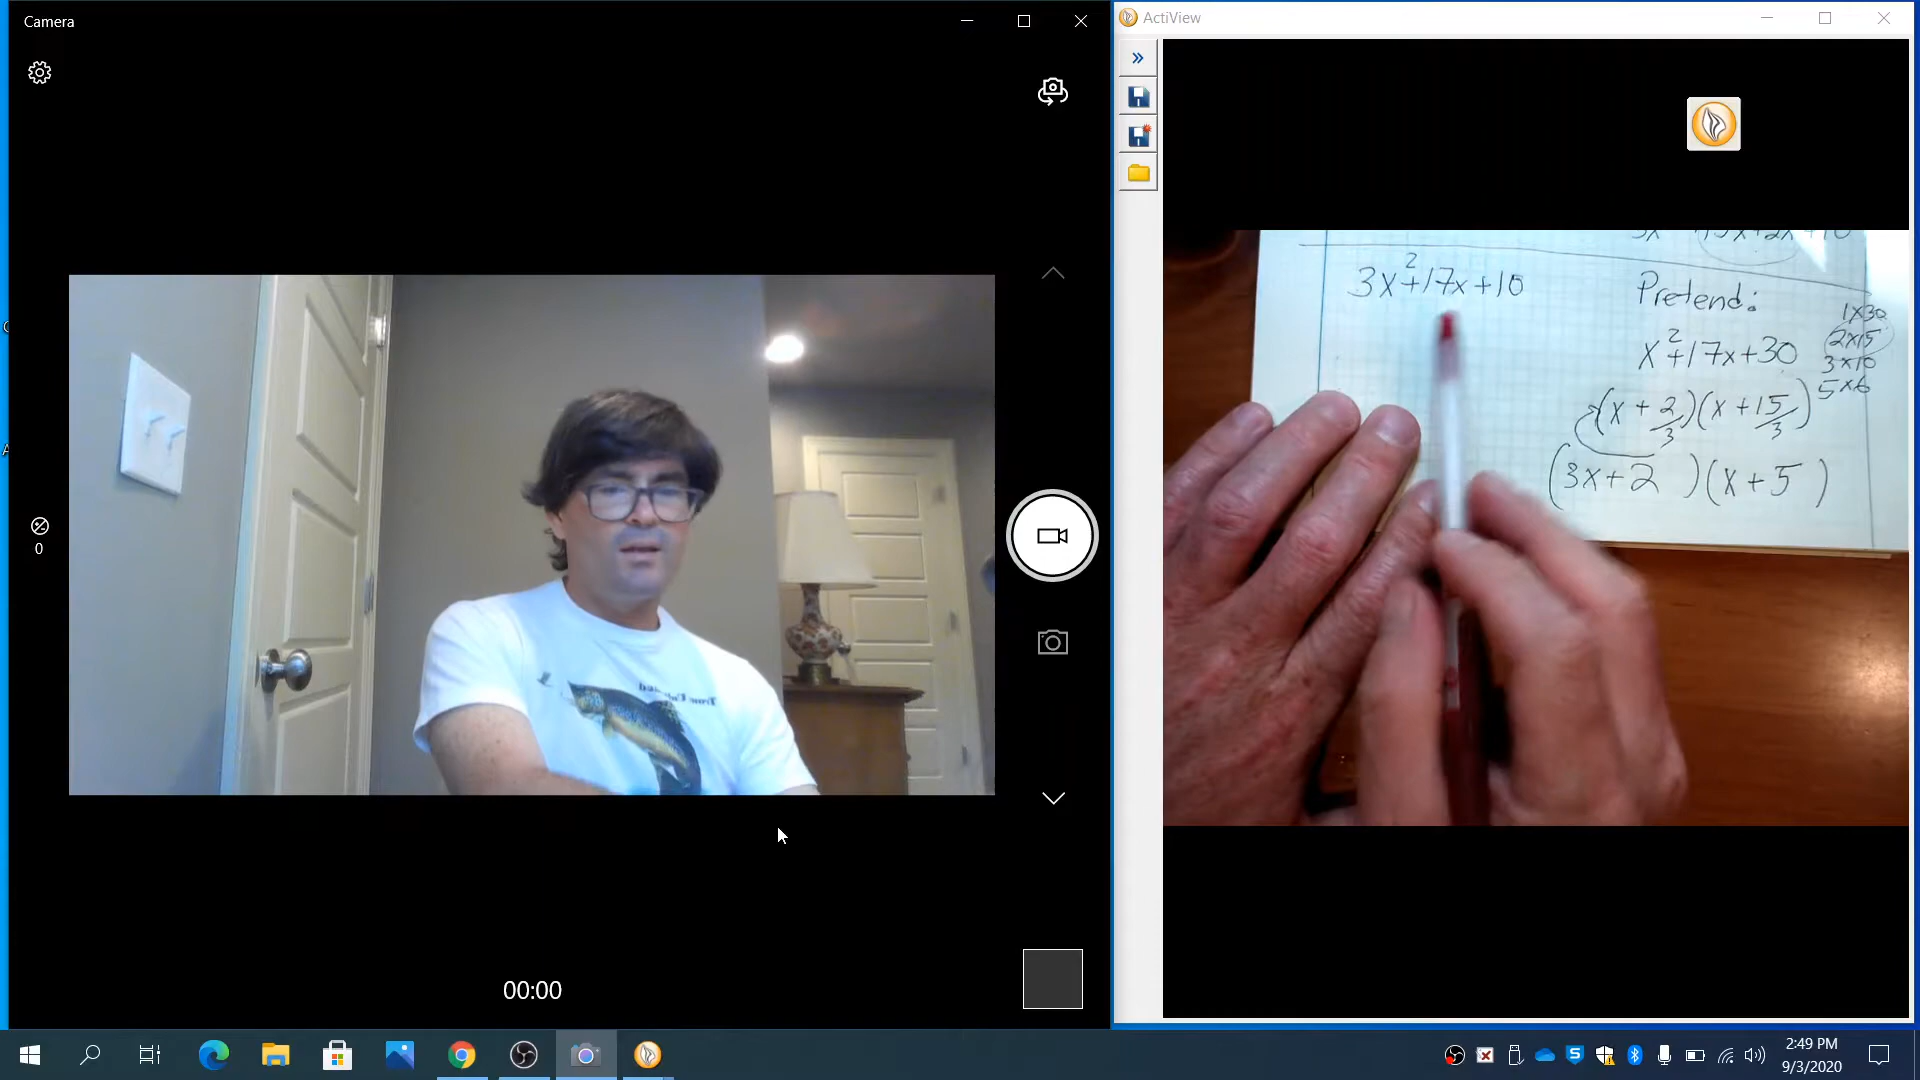 Camera
ActiView
0
00:00
3x²+17x+10
Pretend:
x²+17x+30
1x30
2x15
3x10
5x6
(x + 2/3)(x + 15/3)
(3x+2)(x+5)
2:49 PM
9/3/2020